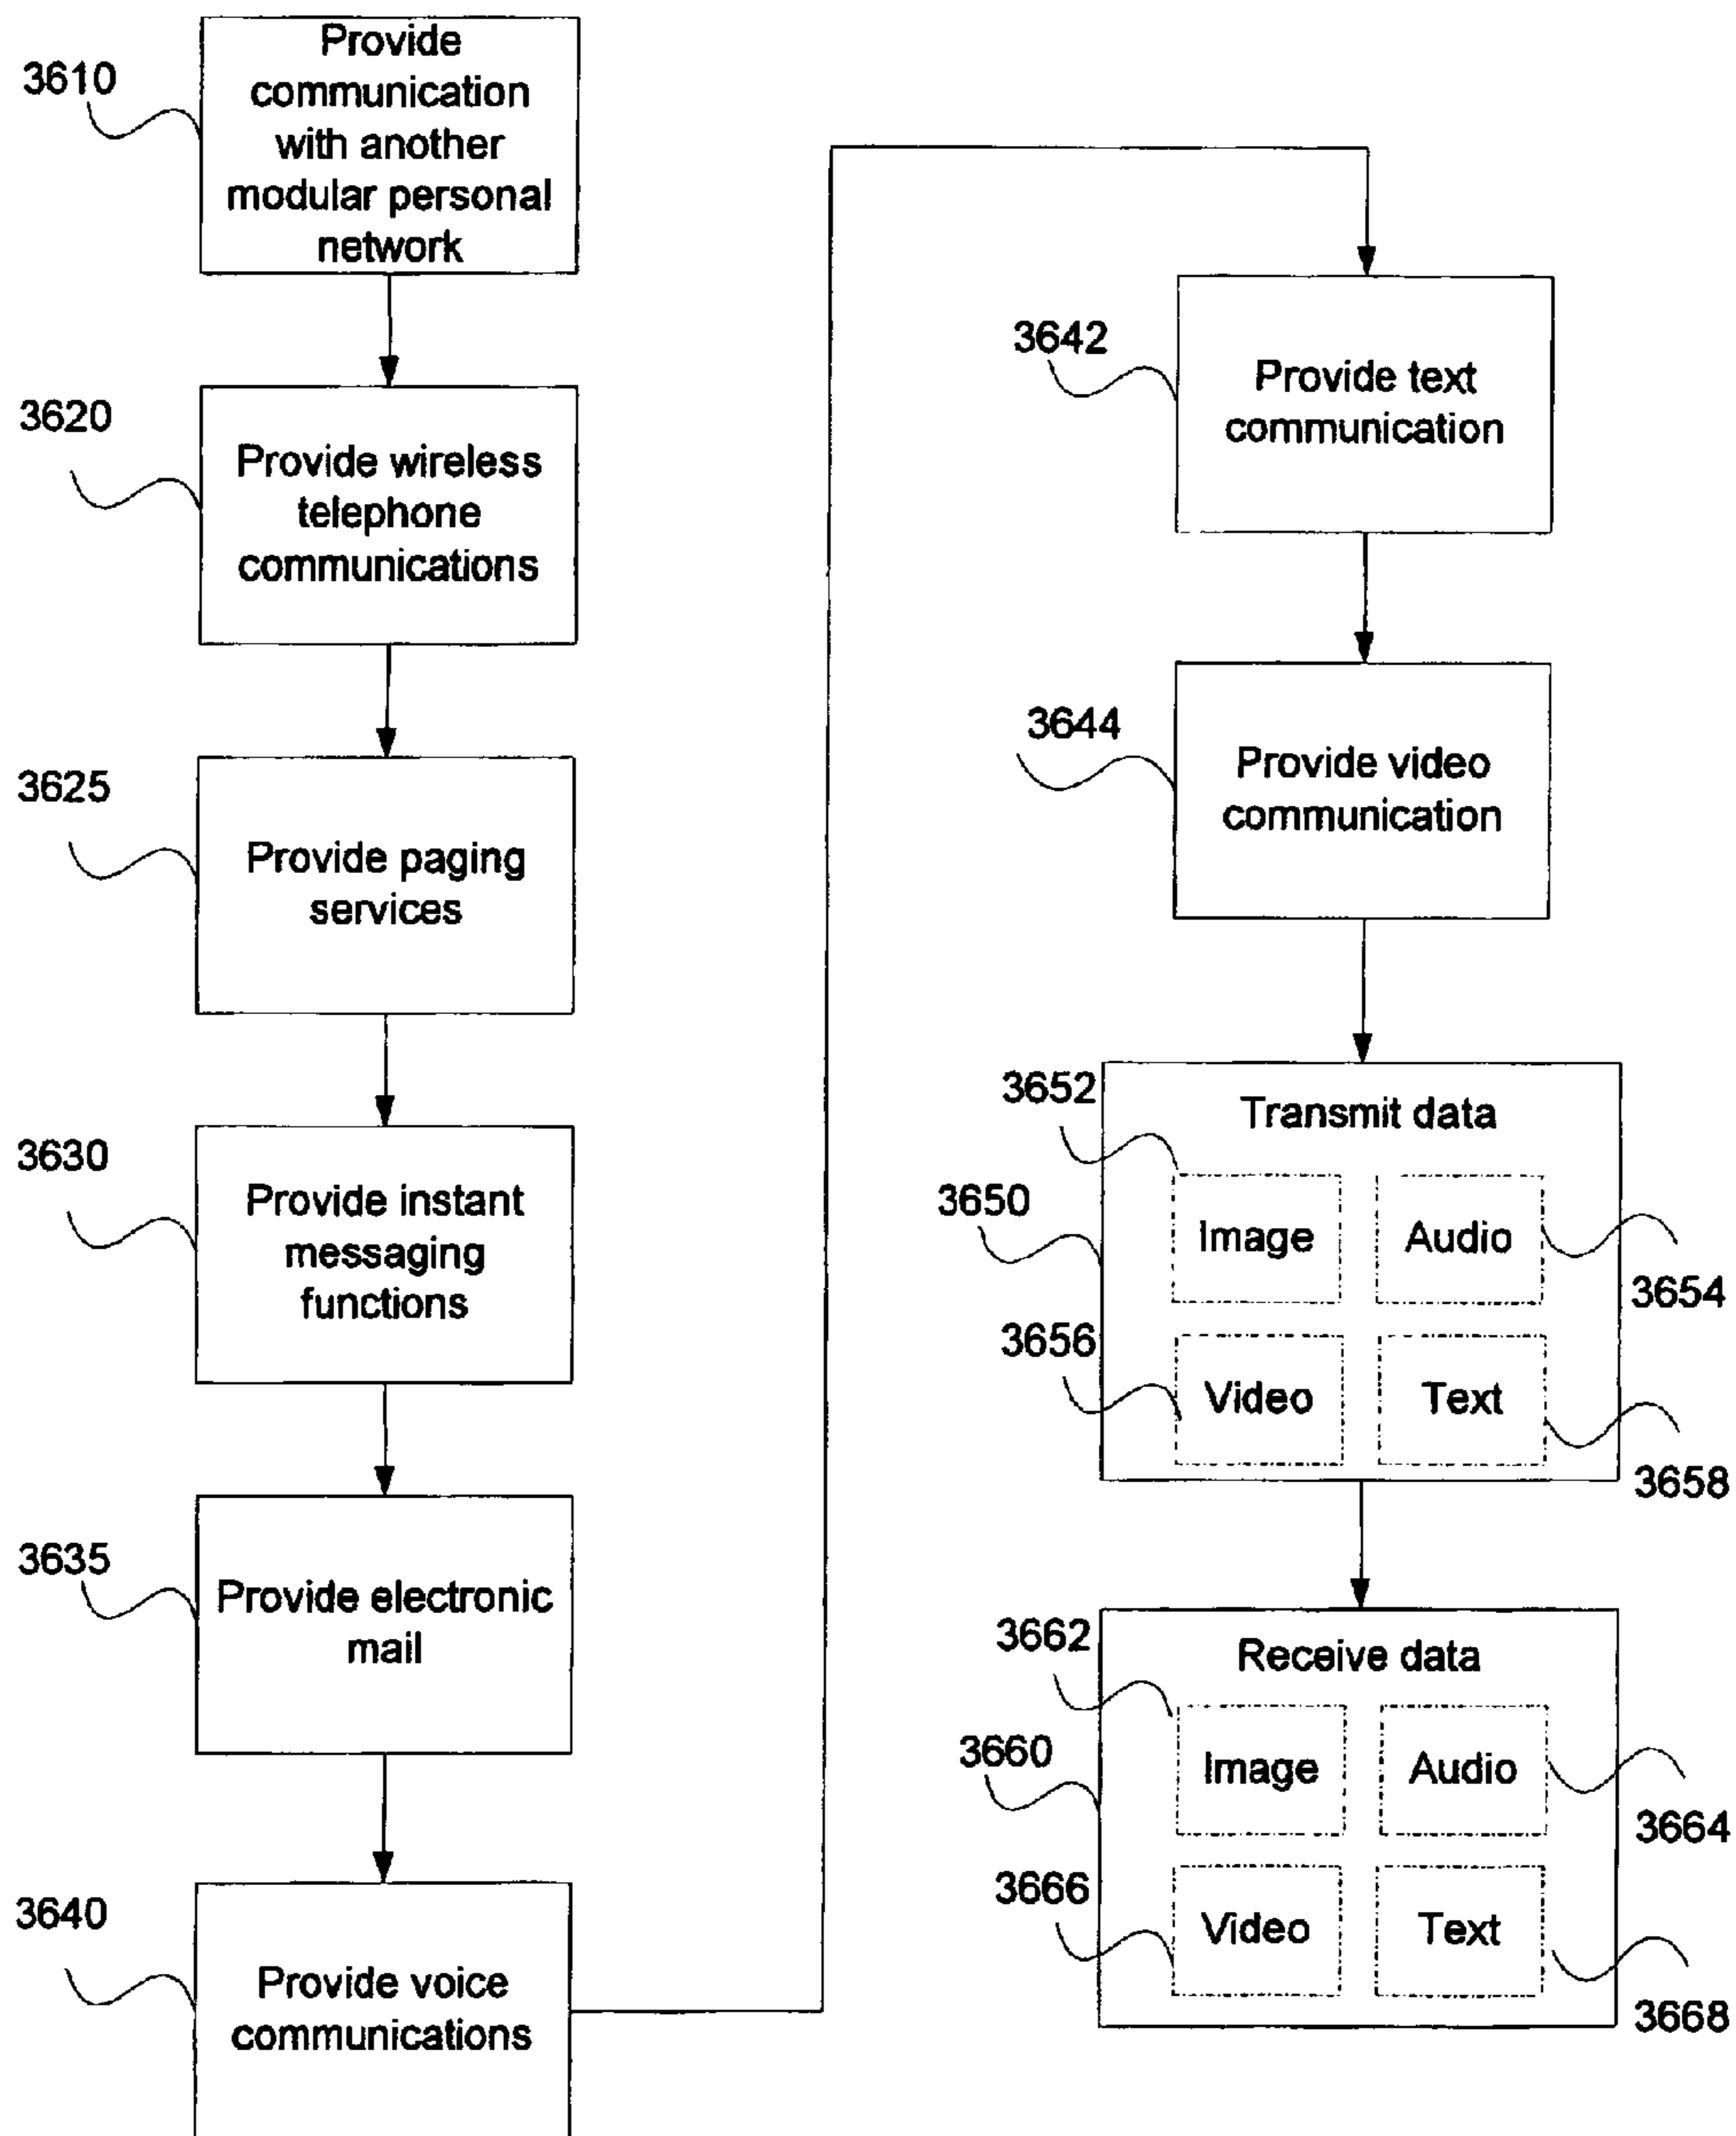 3610
Provide
communication
with another
modular personal
network
3620
Provide wireless
telephone
communications
3625
Provide paging
services
3630
Provide instant
messaging
functions
3635
Provide electronic
mail
3640
Provide voice
communications
3642
Provide text
communication
3644
Provide video
communication
3650
Transmit data
3652
Image
Audio
3654
3656
Video
Text
3658
3660
Receive data
3662
Image
Audio
3664
3666
Video
Text
3668